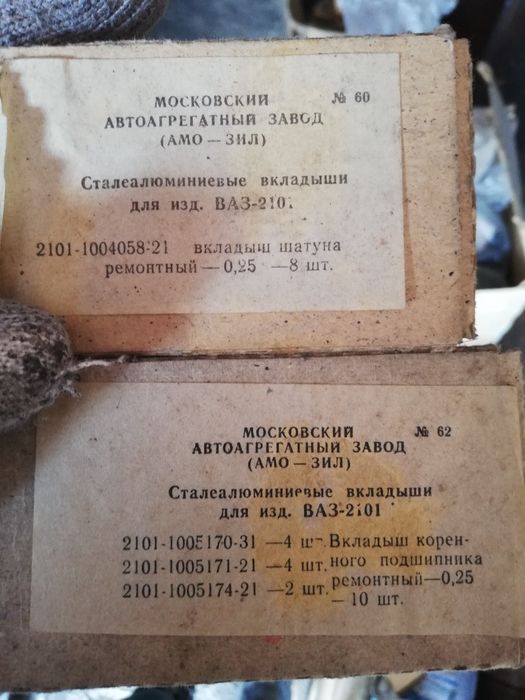 МОСКОВСКИЙ № 60
АВТОАГРЕГАТНЫЙ ЗАВОД
(АМО — ЗИЛ)
Сталеалюминиевые вкладыши
для изд. ВАЗ-2101
2101-1004058-21 вкладыш шатуна
ремонтный — 0,25 — 8 шт.
МОСКОВСКИЙ № 62
АВТОАГРЕГАТНЫЙ ЗАВОД
(АМО — ЗИЛ)
Сталеалюминиевые вкладыши
для изд. ВАЗ-2101
2101-1005170-31 —4 шт. Вкладыш корен-
2101-1005171-21 —4 шт. ного подшипника
2101-1005174-21 —2 шт. ремонтный—0,25
— 10 шт.